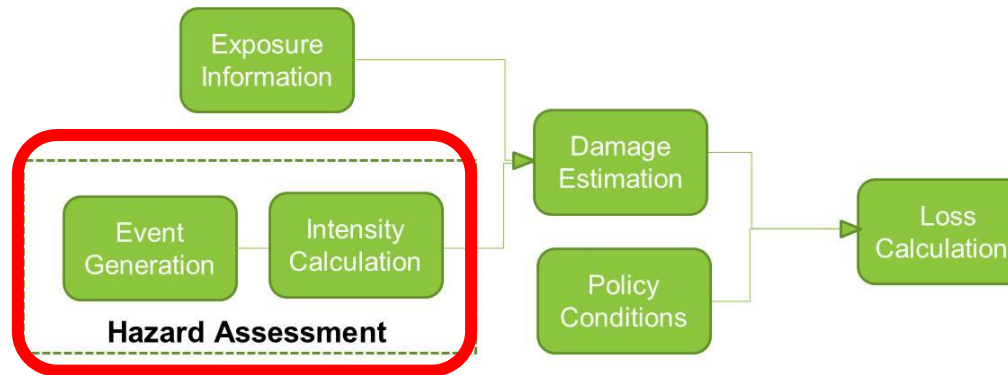 Exposure
Information
Event
Generation
Intensity
Calculation
Hazard Assessment
Damage
Estimation
Policy
Conditions
Loss
Calculation